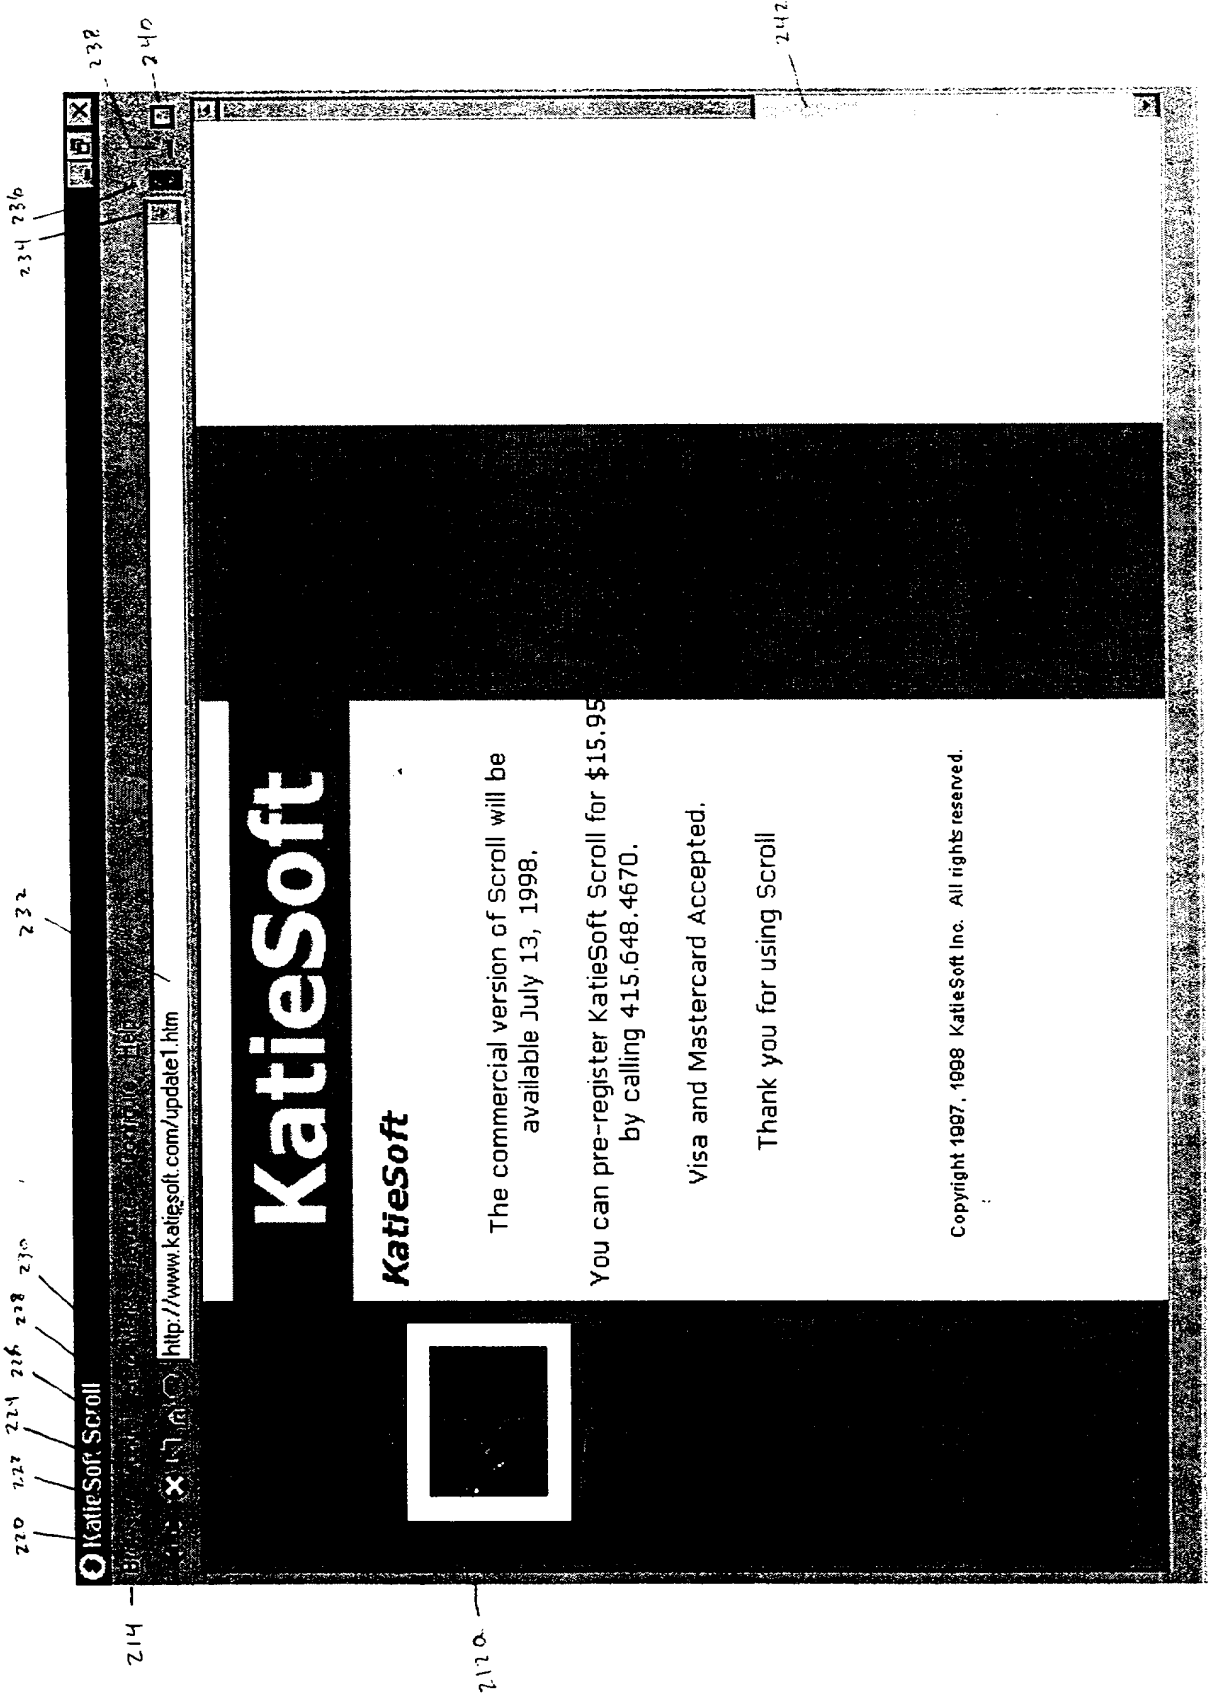 220 222 224 226 228 230 232 234 236 238 240
KatieSoft Scroll
214
Help
http://www.katiesoft.com/update1.htm
212a
242
KatieSoft
KatieSoft
The commercial version of Scroll will be
available July 13, 1998.
You can pre-register KatieSoft Scroll for $15.95
by calling 415.648.4670.
Visa and Mastercard Accepted.
Thank you for using Scroll
Copyright 1997, 1998 KatieSoft Inc. All rights reserved.